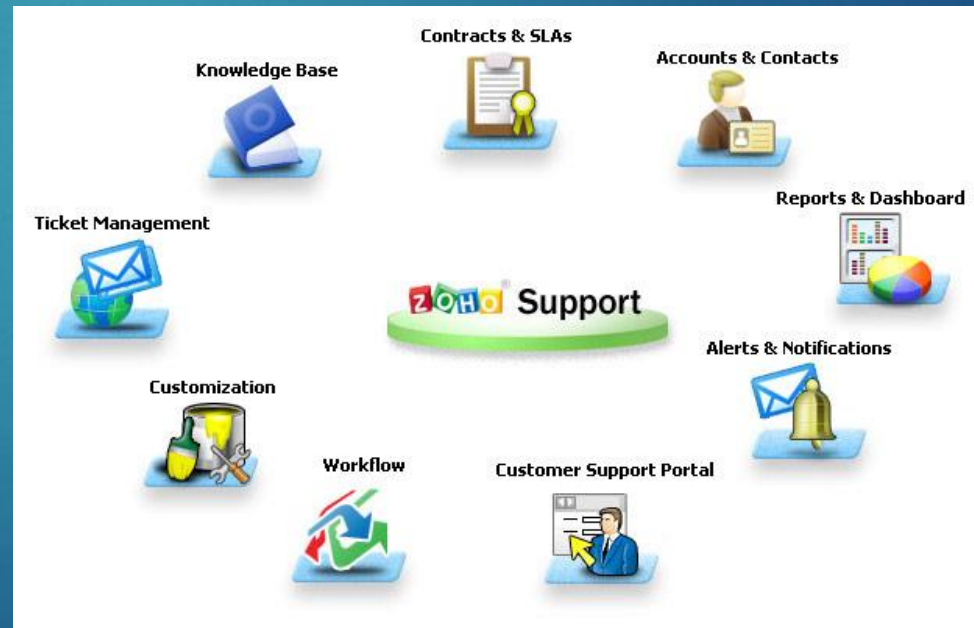 Contracts & SLAs
Knowledge Base
Accounts & Contacts
Reports & Dashboard
Ticket Management
ZOHO® Support
Alerts & Notifications
Customization
Workflow
Customer Support Portal